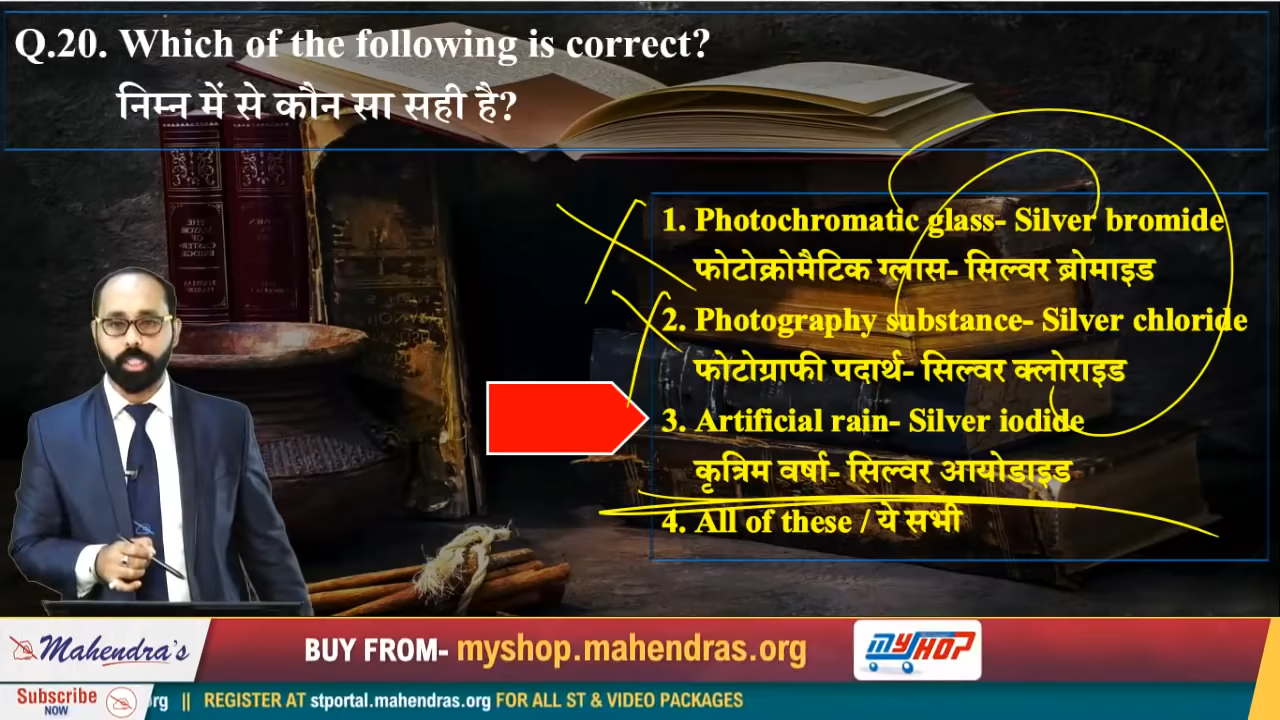 Q.20. Which of the following is correct?
निम्न में से कौन सा सही है?
1. Photochromatic glass- Silver bromide
फोटोक्रोमैटिक ग्लास- सिल्वर ब्रोमाइड
2. Photography substance- Silver chloride
फोटोग्राफी पदार्थ- सिल्वर क्लोराइड
3. Artificial rain- Silver iodide
कृत्रिम वर्षा- सिल्वर आयोडाइड
4. All of these / ये सभी
Mahendra's
BUY FROM- myshop.mahendras.org
MYSHOP
Subscribe
NOW
org || REGISTER AT stportal.mahendras.org FOR ALL ST & VIDEO PACKAGES